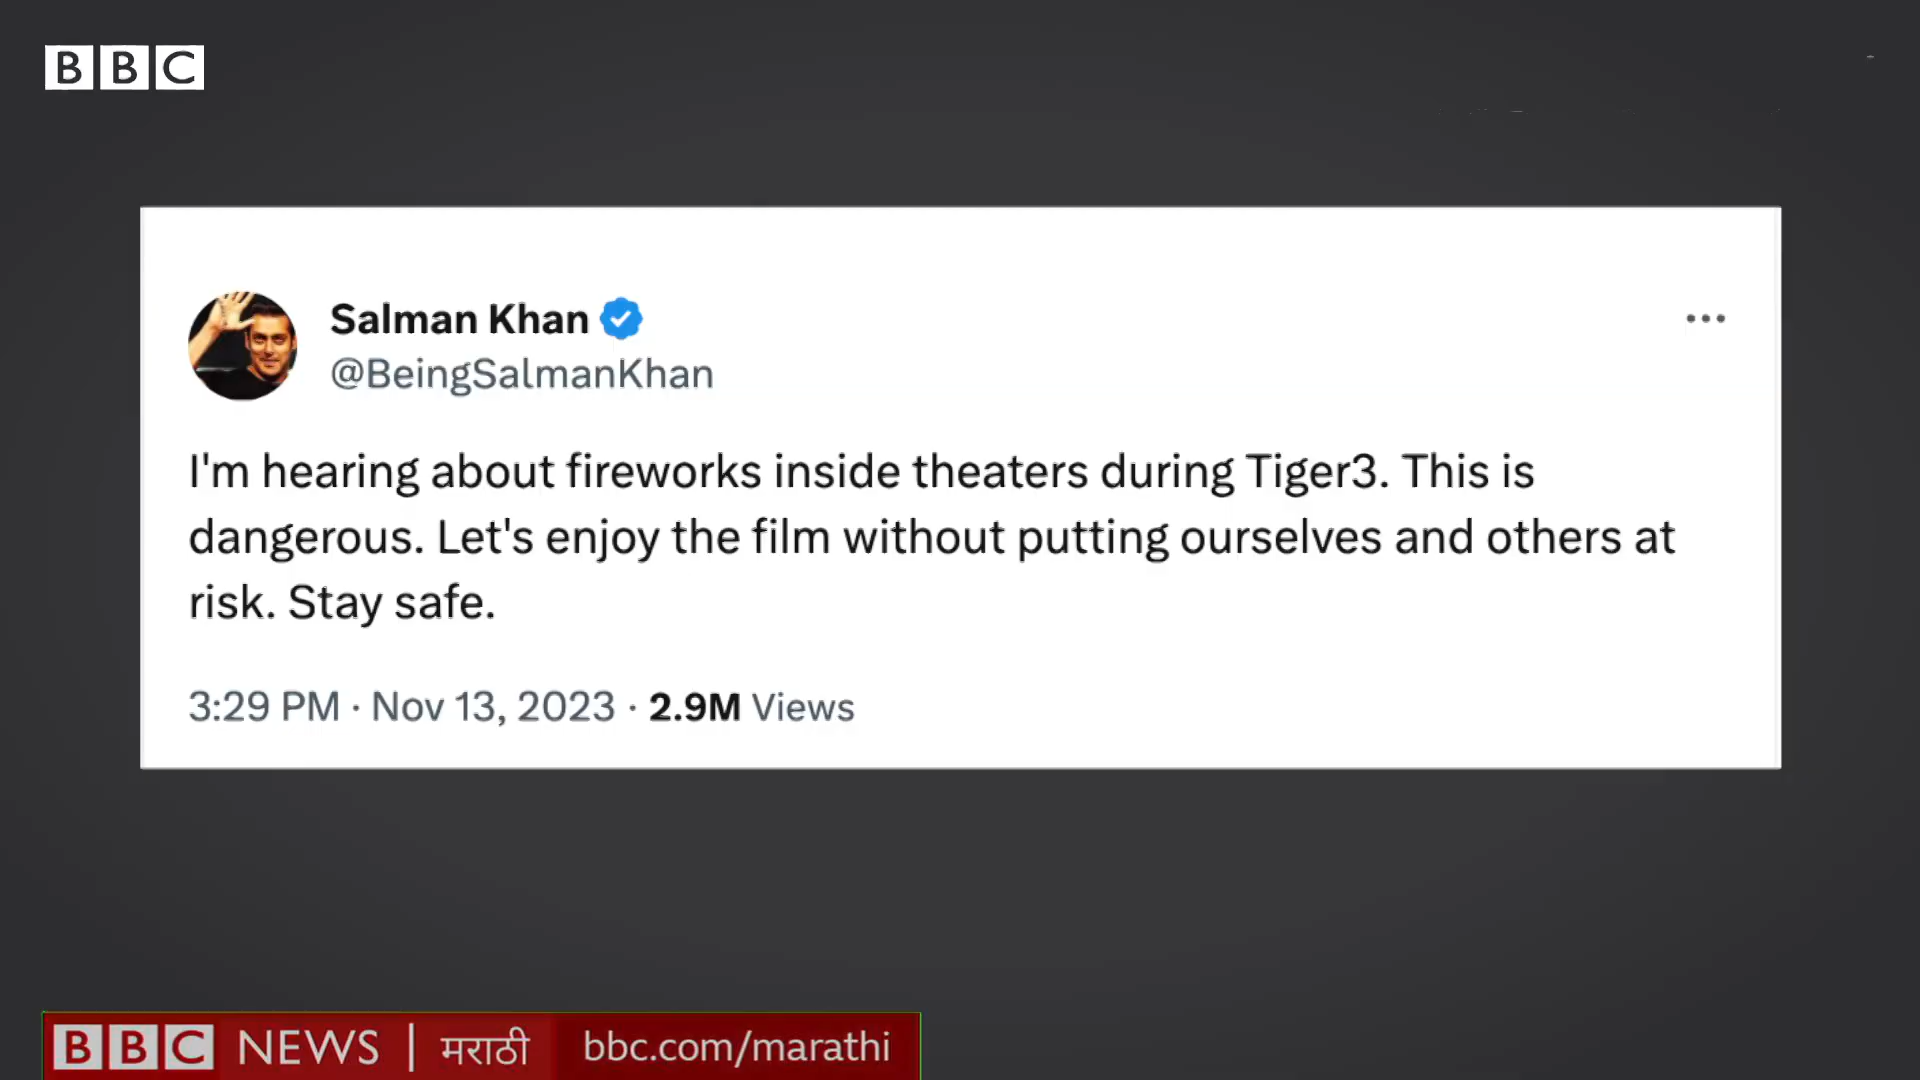 BBC
Salman Khan
@BeingSalmanKhan
I'm hearing about fireworks inside theaters during Tiger3. This is
dangerous. Let's enjoy the film without putting ourselves and others at
risk. Stay safe.
3:29 PM · Nov 13, 2023 · 2.9M Views
BBC NEWS | मराठी bbc.com/marathi